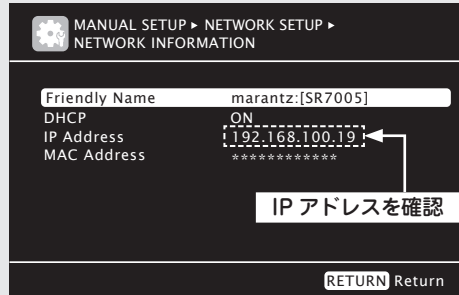 MANUAL SETUP ▸ NETWORK SETUP ▸
NETWORK INFORMATION
Friendly Name marantz:[SR7005]
DHCP ON
IP Address 192.168.100.19
MAC Address ************
IP アドレスを確認
RETURN Return